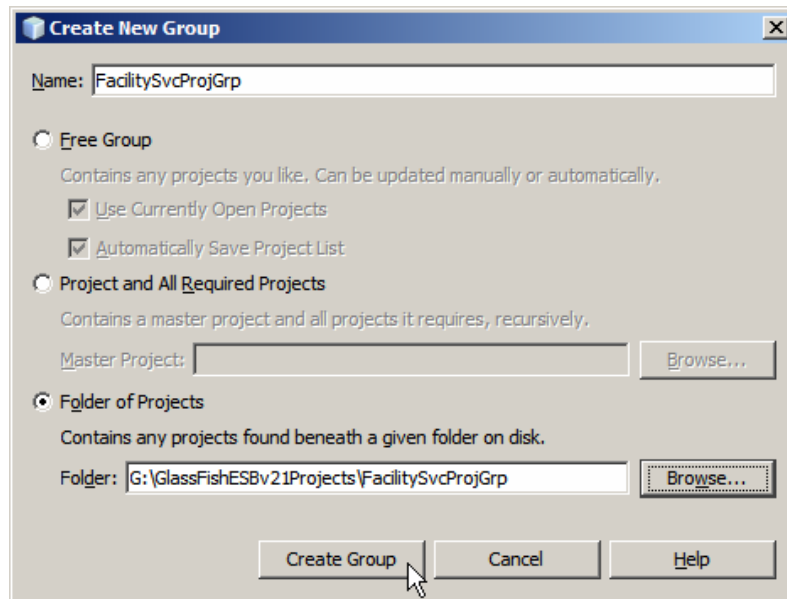 Create New Group
Name: FacilitySvcProjGrp
Free Group
Contains any projects you like. Can be updated manually or automatically.
Use Currently Open Projects
Automatically Save Project List
Project and All Required Projects
Contains a master project and all projects it requires, recursively.
Master Project: Browse...
Folder of Projects
Contains any projects found beneath a given folder on disk.
Folder: G:\GlassFishESBv21Projects\FacilitySvcProjGrp Browse...
Create Group Cancel Help